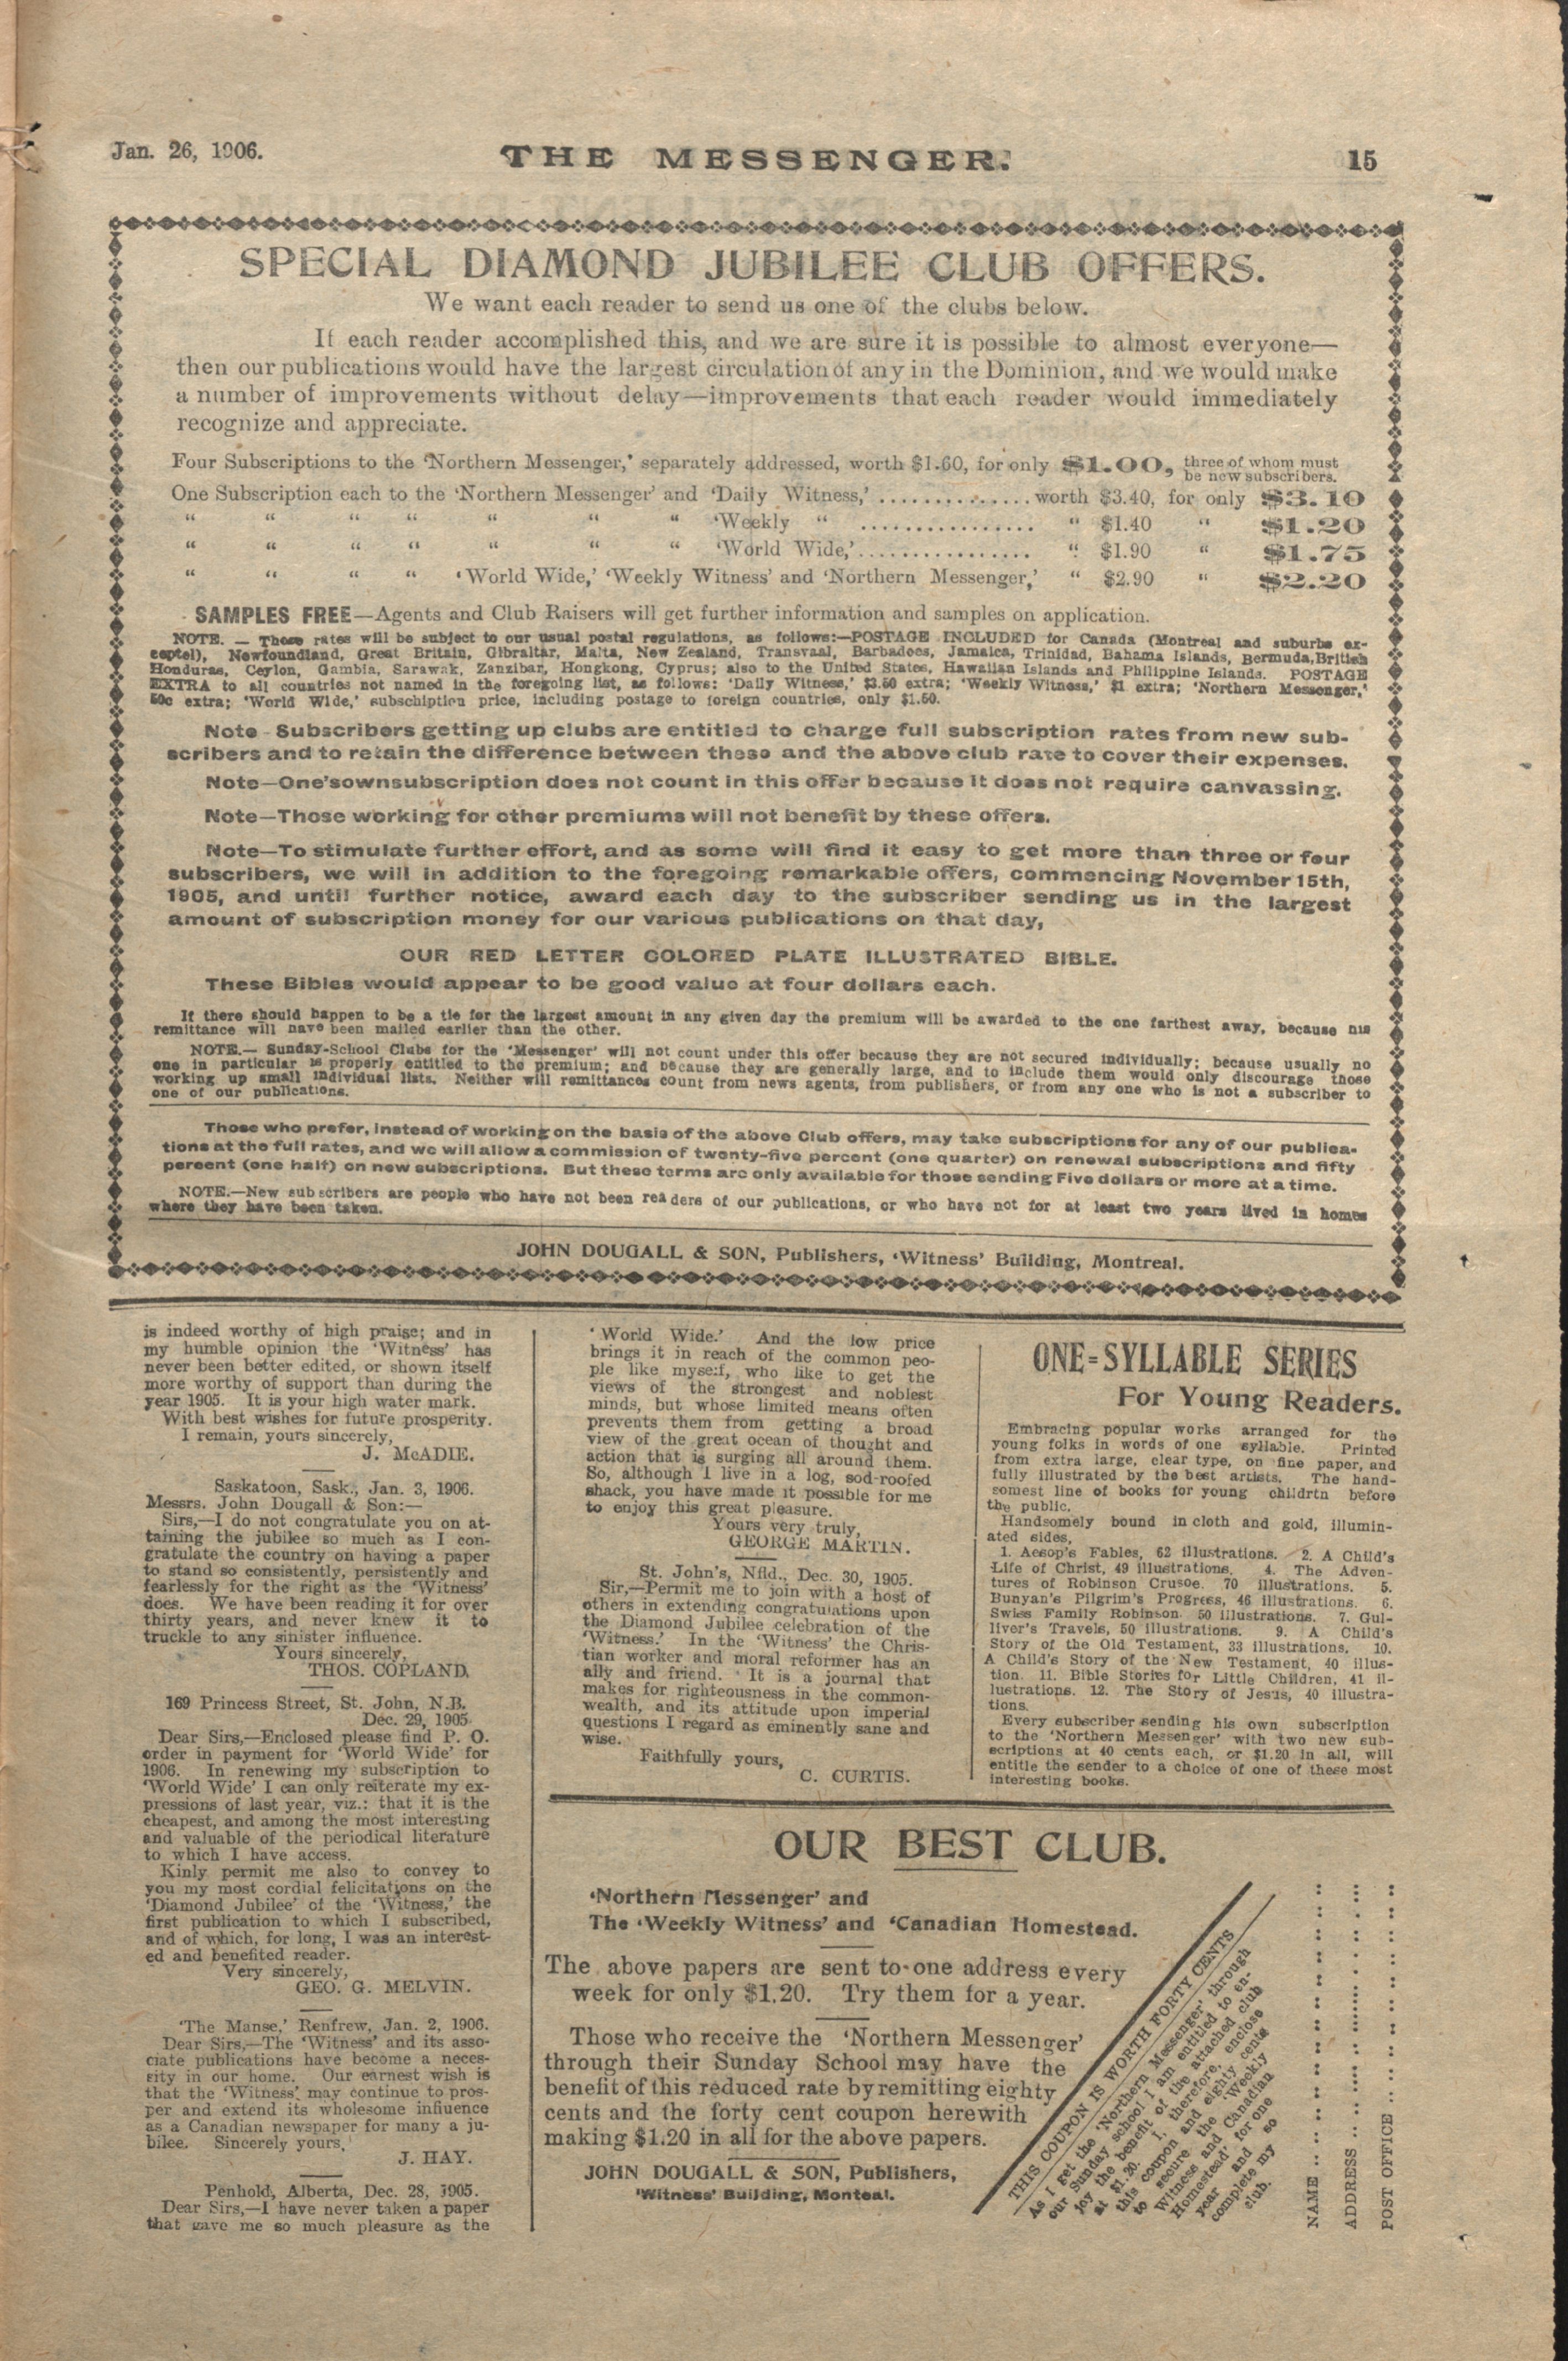 Jan. 26, 1906.
THE MESSENGER.
15
SPECIAL DIAMOND JUBILEE CLUB OFFERS.
We want each reader to send us one of the clubs below.
If each reader accomplished this, and we are sure it is possible to almost everyone—
then our publications would have the largest circulation of any in the Dominion, and we would make
a number of improvements without delay—improvements that each reader would immediately
recognize and appreciate.
Four Subscriptions to the 'Northern Messenger,' separately addressed, worth $1.60, for only $1.00, three of whom must
be new subscribers.
One Subscription each to the 'Northern Messenger' and 'Daily Witness,' .............. worth $3.40, for only $3.10
" " " " " " " 'Weekly " ................ " $1.40 " $1.20
" " " " " " " 'World Wide,'................ " $1.90 " $1.75
" " " " 'World Wide,' 'Weekly Witness' and 'Northern Messenger,' " $2.90 " $2.20
SAMPLES FREE—Agents and Club Raisers will get further information and samples on application.
NOTE. — These rates will be subject to our usual postal regulations, as follows:—POSTAGE INCLUDED for Canada (Montreal and suburbs ex-
ceptel), Newfoundland, Great Britain, Gibraltar, Malta, New Zealand, Transvaal, Barbadoes, Jamaica, Trinidad, Bahama Islands, Bermuda, British
Honduras, Ceylon, Gambia, Sarawak, Zanzibar, Hongkong, Cyprus; also to the United States, Hawaiian Islands and Philippine Islands. POSTAGE
EXTRA to all countries not named in the foregoing list, as follows: 'Daily Witness,' $3.50 extra; 'Weekly Witness,' $1 extra; 'Northern Messenger,'
50c extra; 'World Wide,' subschiption price, including postage to foreign countries, only $1.50.
Note - Subscribers getting up clubs are entitled to charge full subscription rates from new sub-
scribers and to retain the difference between these and the above club rate to cover their expenses.
Note—One'sownsubscription does not count in this offer because it does not require canvassing.
Note—Those working for other premiums will not benefit by these offers.
Note—To stimulate further effort, and as some will find it easy to get more than three or four
subscribers, we will in addition to the foregoing remarkable offers, commencing November 15th,
1905, and until further notice, award each day to the subscriber sending us in the largest
amount of subscription money for our various publications on that day,
OUR RED LETTER COLORED PLATE ILLUSTRATED BIBLE.
These Bibles would appear to be good value at four dollars each.
If there should happen to be a tie for the largest amount in any given day the premium will be awarded to the one farthest away, because his
remittance will have been mailed earlier than the other.
NOTE.— Sunday-School Clubs for the 'Messenger' will not count under this offer because they are not secured individually; because usually no
one in particular is properly entitled to the premium; and because they are generally large, and to include them would only discourage those
working up small individual lists. Neither will remittances count from news agents, from publishers, or from any one who is not a subscriber to
one of our publications.
Those who prefer, instead of working on the basis of the above Club offers, may take subscriptions for any of our publica-
tions at the full rates, and we will allow a commission of twenty-five percent (one quarter) on renewal subscriptions and fifty
percent (one half) on new subscriptions. But these terms are only available for those sending Five dollars or more at a time.
NOTE.—New subscribers are people who have not been readers of our publications, or who have not for at least two years lived in homes
where they have been taken.
JOHN DOUGALL & SON, Publishers, 'Witness' Building, Montreal.
is indeed worthy of high praise; and in
my humble opinion the 'Witness' has
never been better edited, or shown itself
more worthy of support than during the
year 1905. It is your high water mark.
With best wishes for future prosperity.
I remain, yours sincerely,
J. McADIE.
Saskatoon, Sask., Jan. 3, 1906.
Messrs. John Dougall & Son:—
Sirs,—I do not congratulate you on at-
taining the jubilee so much as I con-
gratulate the country on having a paper
to stand so consistently, persistently and
fearlessly for the right as the 'Witness'
does. We have been reading it for over
thirty years, and never knew it to
truckle to any sinister influence.
Yours sincerely,
THOS. COPLAND.
169 Princess Street, St. John, N.B.
Dec. 29, 1905.
Dear Sirs,—Enclosed please find P. O.
order in payment for 'World Wide' for
1906. In renewing my subscription to
'World Wide' I can only reiterate my ex-
pressions of last year, viz.: that it is the
cheapest, and among the most interesting
and valuable of the periodical literature
to which I have access.
Kinly permit me also to convey to
you my most cordial felicitations on the
'Diamond Jubilee' of the 'Witness,' the
first publication to which I subscribed,
and of which, for long, I was an interest-
ed and benefited reader.
Very sincerely,
GEO. G. MELVIN.
'The Manse,' Renfrew, Jan. 2, 1906.
Dear Sirs,—The 'Witness' and its asso-
ciate publications have become a neces-
sity in our home. Our earnest wish is
that the 'Witness' may continue to pros-
per and extend its wholesome influence
as a Canadian newspaper for many a ju-
bilee. Sincerely yours,
J. HAY.
Penhold, Alberta, Dec. 28, 1905.
Dear Sirs,—I have never taken a paper
that gave me so much pleasure as the
'World Wide.' And the low price
brings it in reach of the common peo-
ple like myself, who like to get the
views of the strongest and noblest
minds, but whose limited means often
prevents them from getting a broad
view of the great ocean of thought and
action that is surging all around them.
So, although I live in a log, sod-roofed
shack, you have made it possible for me
to enjoy this great pleasure.
Yours very truly,
GEORGE MARTIN.
St. John's, Nfld., Dec. 30, 1905.
Sir,—Permit me to join with a host of
others in extending congratulations upon
the Diamond Jubilee celebration of the
'Witness.' In the 'Witness' the Chris-
tian worker and moral reformer has an
ally and friend. It is a journal that
makes for righteousness in the common-
wealth, and its attitude upon imperial
questions I regard as eminently sane and
wise.
Faithfully yours,
C. CURTIS.
ONE=SYLLABLE SERIES
For Young Readers.
Embracing popular works arranged for the
young folks in words of one syllable. Printed
from extra large, clear type, on fine paper, and
fully illustrated by the best artists. The hand-
somest line of books for young childrtn before
the public.
Handsomely bound in cloth and gold, illumin-
ated sides,
1. Aesop's Fables, 62 illustrations. 2. A Child's
Life of Christ, 49 illustrations. 4. The Adven-
tures of Robinson Crusoe. 70 illustrations. 5.
Bunyan's Pilgrim's Progress, 46 illustrations. 6.
Swiss Family Robinson 50 illustrations. 7. Gul-
liver's Travels, 50 illustrations. 9. A Child's
Story of the Old Testament, 33 illustrations. 10.
A Child's Story of the New Testament, 40 illus-
tion. 11. Bible Stories for Little Children, 41 il-
lustrations. 12. The Story of Jesus, 40 illustra-
tions.
Every subscriber sending his own subscription
to the 'Northern Messenger' with two new sub-
scriptions at 40 cents each, or $1.20 in all, will
entitle the sender to a choice of one of these most
interesting books.
OUR BEST CLUB.
'Northern Messenger' and
The 'Weekly Witness' and 'Canadian Homestead.
The above papers are sent to one address every
week for only $1.20. Try them for a year.
Those who receive the 'Northern Messenger'
through their Sunday School may have the
benefit of this reduced rate by remitting eighty
cents and the forty cent coupon herewith
making $1.20 in all for the above papers.
JOHN DOUGALL & SON, Publishers,
'Witness' Building, Monteal.
THIS COUPON IS WORTH FORTY CENTS
As I get the 'Northern Messenger' through
our Sunday school I am entitled to en-
joy the benefit of the attached club
at $1.20. I, therefore, enclose
this coupon and eighty cents
to secure the 'Weekly
Witness and Canadian
Homestead' for one
year and so
complete my
club.
NAME
ADDRESS
POST OFFICE